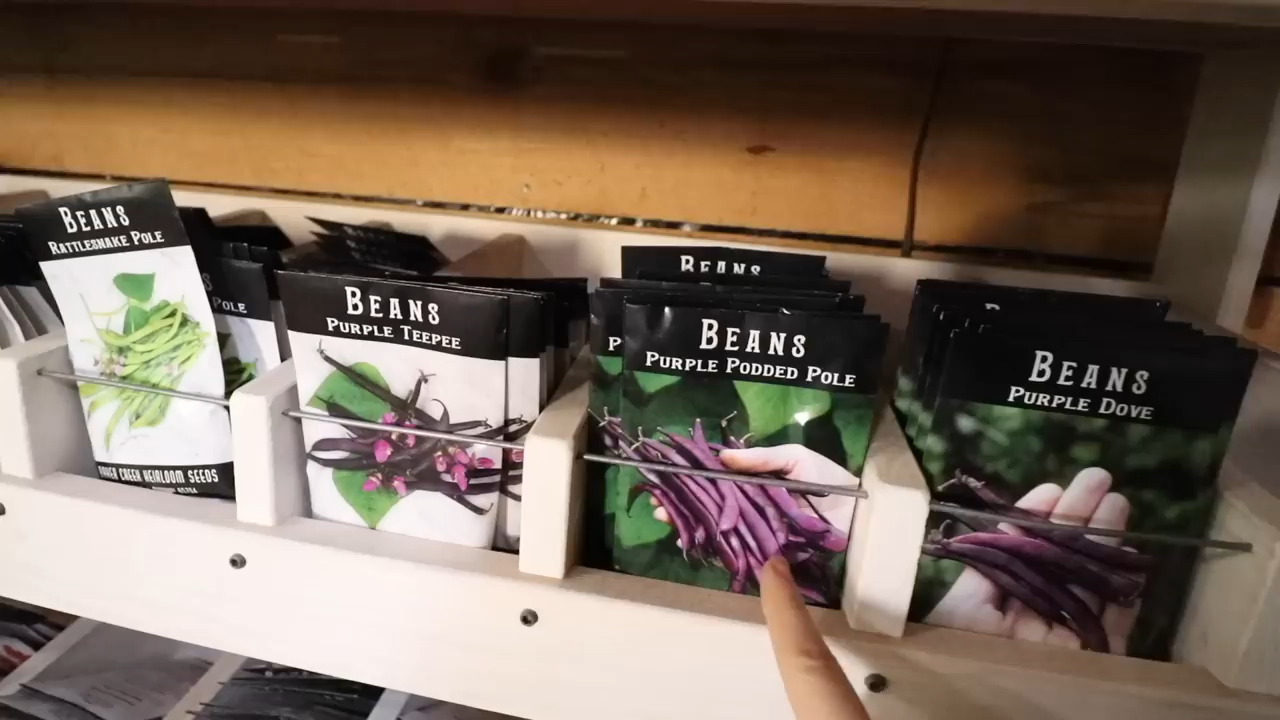 BEANS
RATTLESNAKE POLE
BAKER CREEK HEIRLOOM SEEDS
POLE
BEANS
PURPLE TEEPEE
BEANS
BEANS
PURPLE PODDED POLE
BEANS
PURPLE DOVE